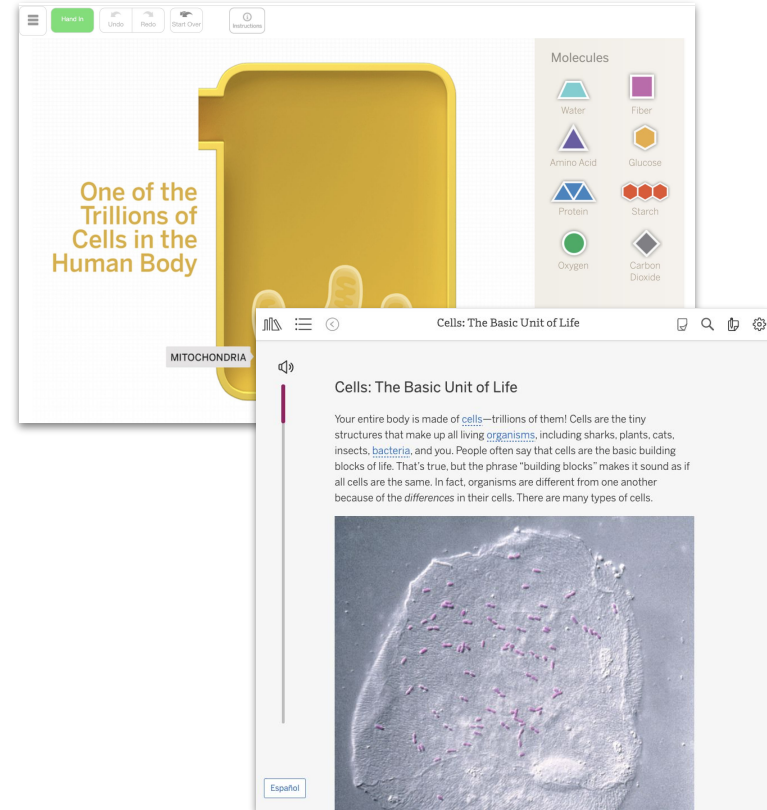 Hand-In
Undo
Redo
Start Over
Instructions
One of the
Trillions of
Cells in the
Human Body
MITOCHONDRIA
Molecules
Water
Fiber
Amino Acid
Glucose
Protein
Starch
Oxygen
Carbon
Dioxide
Cells: The Basic Unit of Life
Cells: The Basic Unit of Life
Your entire body is made of cells—trillions of them! Cells are the tiny
structures that make up all living organisms, including sharks, plants, cats,
insects, bacteria, and you. People often say that cells are the basic building
blocks of life. That’s true, but the phrase “building blocks” makes it sound as if
all cells are the same. In fact, organisms are different from one another
because of the differences in their cells. There are many types of cells.
Español